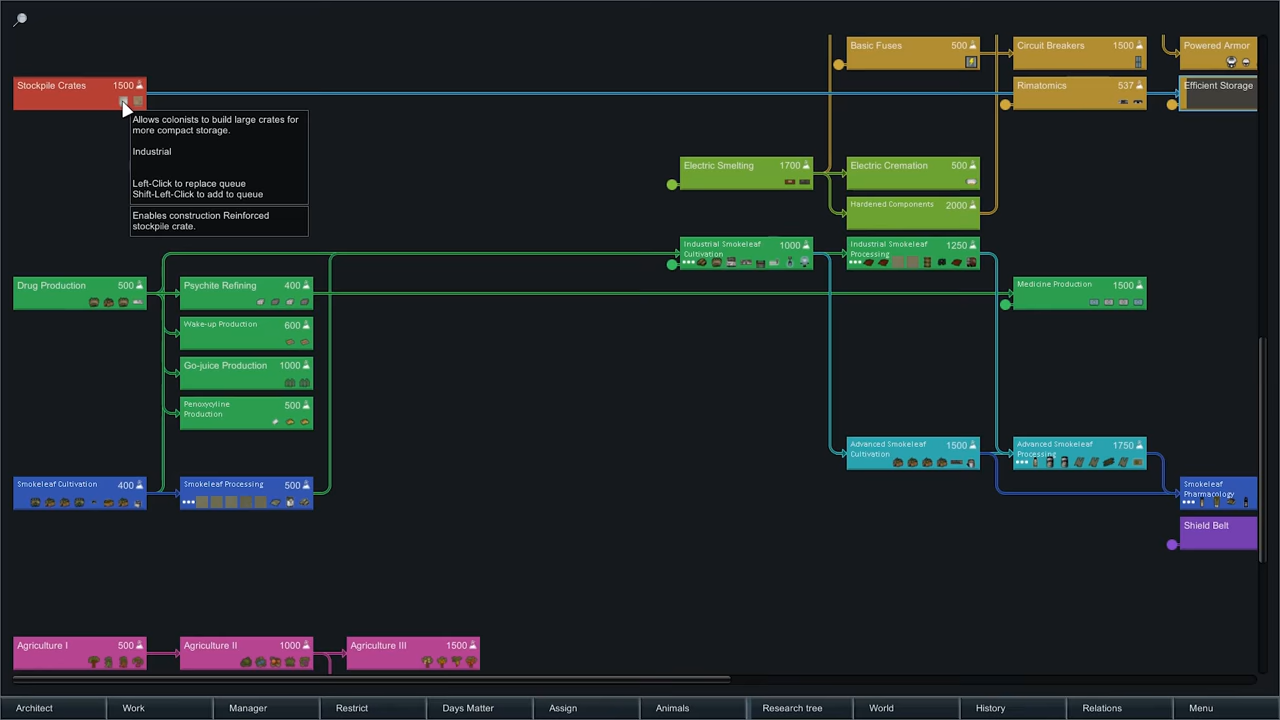 Basic Fuses 500
Circuit Breakers 1500
Powered Armor
Stockpile Crates 1500
Rimatomics 537
Efficient Storage
Allows colonists to build large crates for
more compact storage.
Industrial
Left-Click to replace queue
Shift-Left-Click to add to queue
Enables construction Reinforced
stockpile crate.
Electric Smelting 1700
Electric Cremation 500
Hardened Components 2000
Industrial Smokeleaf
Cultivation 1000
Industrial Smokeleaf
Processing 1250
Drug Production 500
Psychite Refining 400
Medicine Production 1500
Wake-up Production 600
Go-juice Production 1000
Penoxycyline
Production 500
Advanced Smokeleaf
Cultivation 1500
Advanced Smokeleaf
Processing 1750
Smokeleaf Cultivation 400
Smokeleaf Processing 500
Smokeleaf
Pharmacology
Shield Belt
Agriculture I 500
Agriculture II 1000
Agriculture III 1500
Architect
Work
Manager
Restrict
Days Matter
Assign
Animals
Research tree
World
History
Relations
Menu